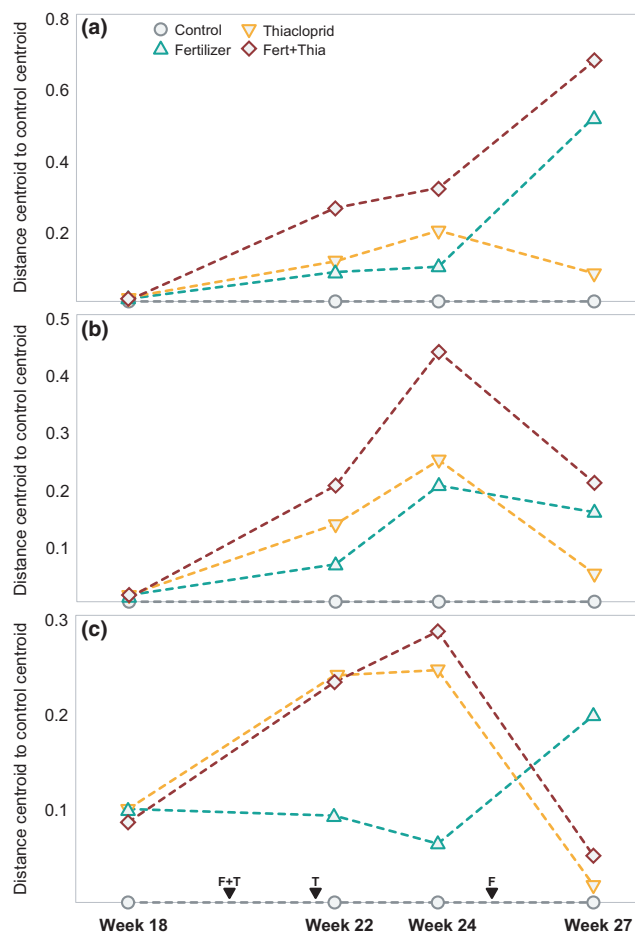 0.8
(a)
Control
Thiacloprid
Fertilizer
Fert+Thia
0.6
0.4
0.2
Distance centroid to control centroid
0.5
(b)
0.4
0.3
0.2
0.1
Distance centroid to control centroid
0.3
(c)
0.2
0.1
Distance centroid to control centroid
F+T
T
F
Week 18
Week 22
Week 24
Week 27